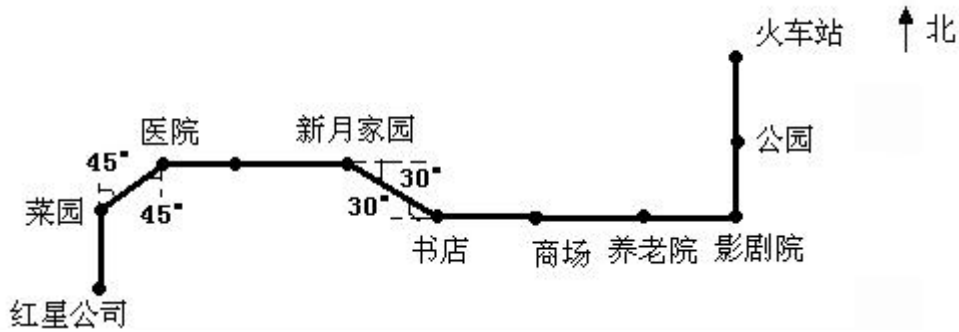 火车站
北
医院
新月家园
公园
45°
30°
菜园
45°
30°
书店
商场
养老院
影剧院
红星公司